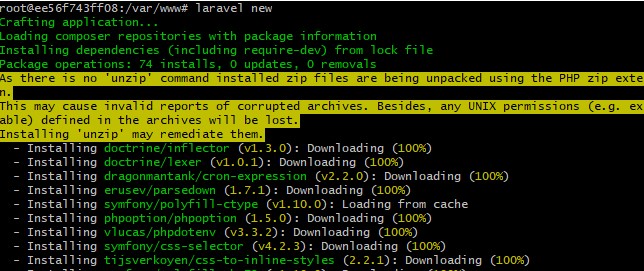 root@ee56f743ff08:/var/www# laravel new
Crafting application...
Loading composer repositories with package information
Installing dependencies (including require-dev) from lock file
Package operations: 74 installs, 0 updates, 0 removals
As there is no 'unzip' command installed zip files are being unpacked using the PHP zip exte
n.
This may cause invalid reports of corrupted archives. Besides, any UNIX permissions (e.g. ex
able) defined in the archives will be lost.
Installing 'unzip' may remediate them.
- Installing doctrine/inflector (v1.3.0): Downloading (100%)
- Installing doctrine/lexer (v1.0.1): Downloading (100%)
- Installing dragonmantank/cron-expression (v2.2.0): Downloading (100%)
- Installing erusev/parsedown (1.7.1): Downloading (100%)
- Installing symfony/polyfill-ctype (v1.10.0): Loading from cache
- Installing phpoption/phpoption (1.5.0): Downloading (100%)
- Installing vlucas/phpdotenv (v3.3.2): Downloading (100%)
- Installing symfony/css-selector (v4.2.3): Downloading (100%)
- Installing tijsverkoyen/css-to-inline-styles (2.2.1): Downloading (100%)